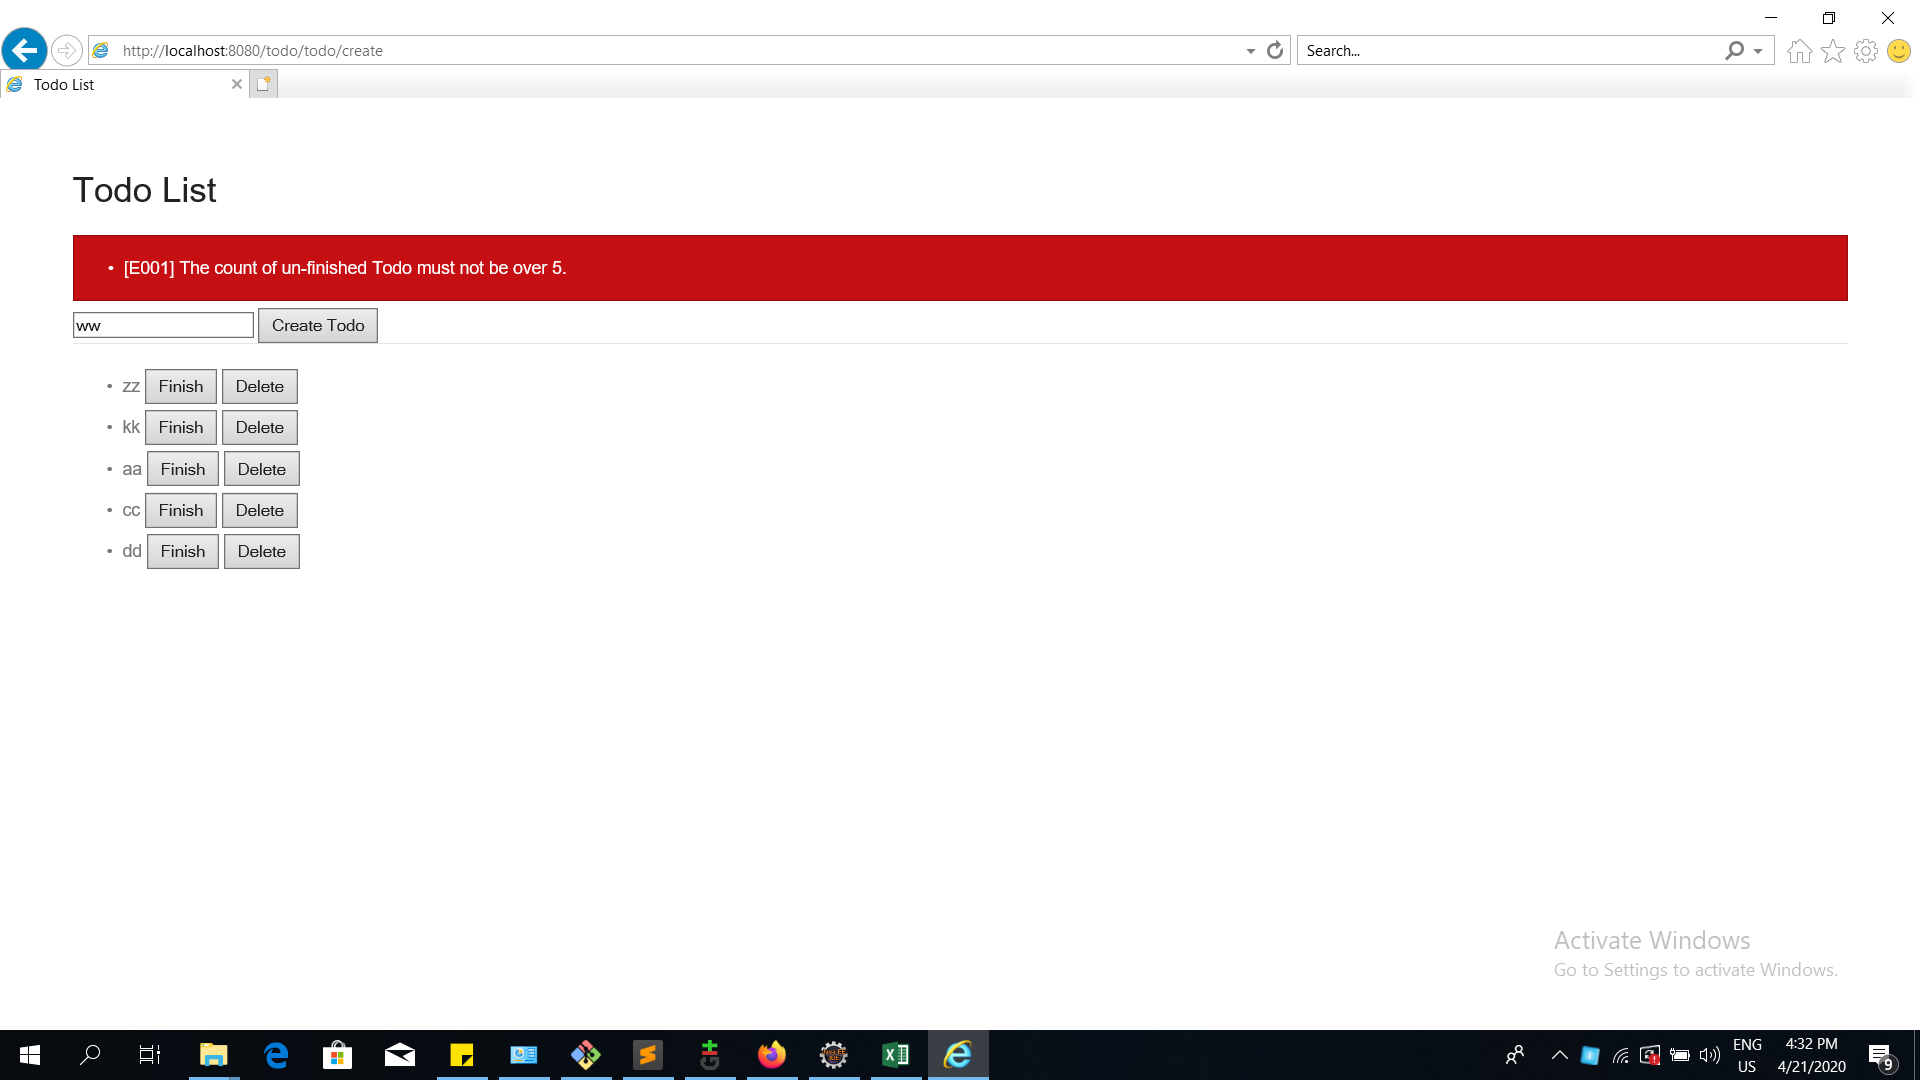 http://localhost:8080/todo/todo/create
Search...
Todo List
Todo List
• [E001] The count of un-finished Todo must not be over 5.
ww Create Todo
• zz Finish Delete
• kk Finish Delete
• aa Finish Delete
• cc Finish Delete
• dd Finish Delete
Activate Windows
Go to Settings to activate Windows.
ENG
US
4:32 PM
4/21/2020
9